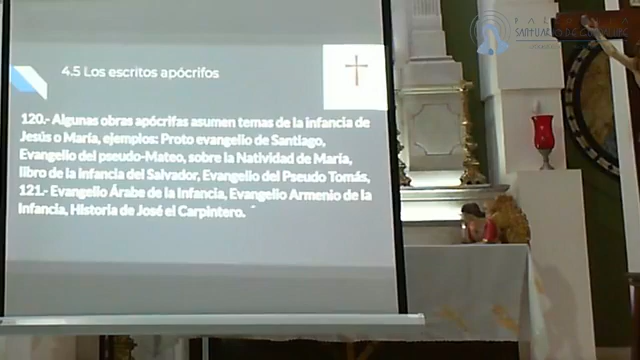 4.5 Los escritos apócrifos
120.- Algunas obras apócrifas asumen temas de la infancia de
Jesús o María, ejemplos: Proto evangelio de Santiago,
Evangelio del pseudo-Mateo, sobre la Natividad de María,
libro de la infancia del Salvador, Evangelio del Pseudo Tomás,
121.- Evangelio Árabe de la Infancia, Evangelio Armenio de la
Infancia, Historia de José el Carpintero.